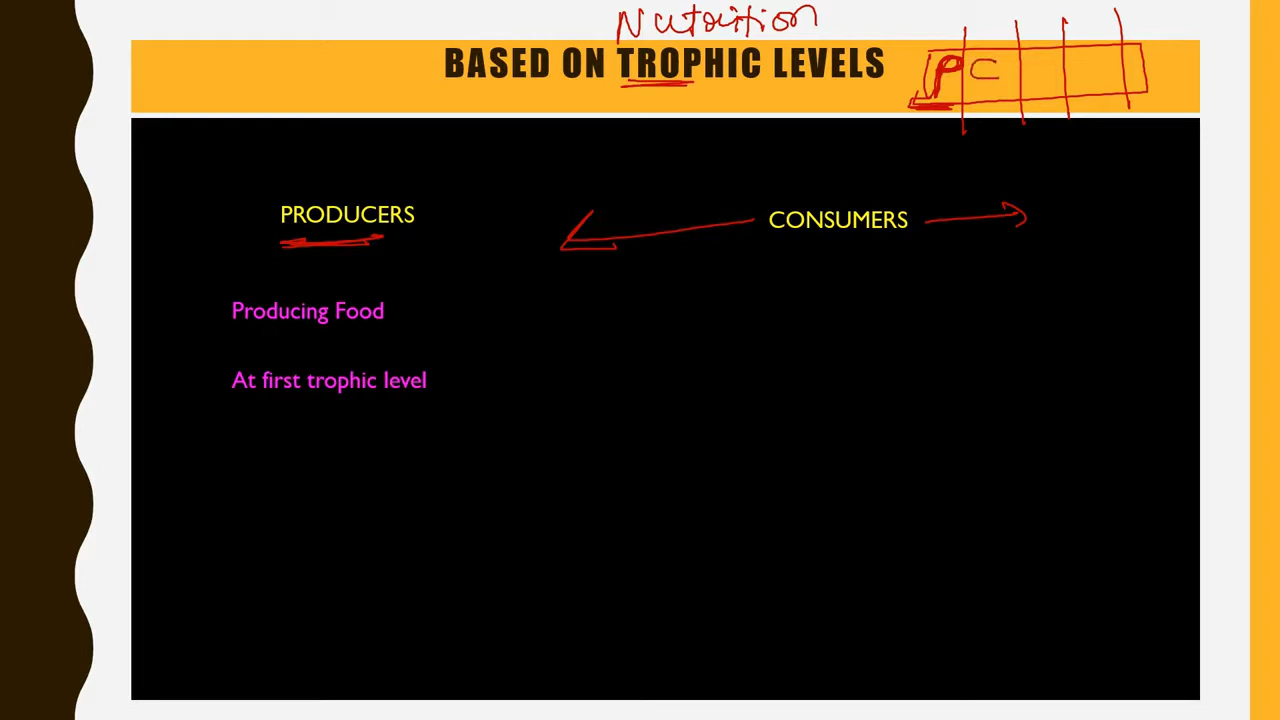 Nutrition
BASED ON TROPHIC LEVELS
P C
PRODUCERS
CONSUMERS
Producing Food
At first trophic level